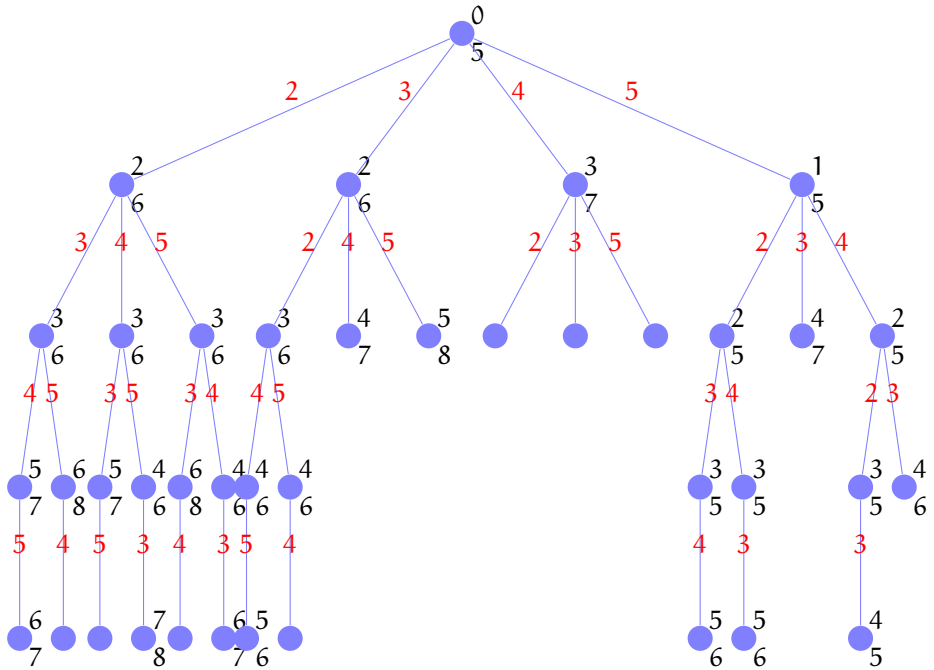 0
5
2 3 4 5
2 2 3 1
6 6 7 5
3 4 5 2 4 5 2 3 5 2 3 4
3 3 3 3 4 5 2 4 2
6 6 6 6 7 8 5 7 5
4 5 3 5 3 4 4 5 3 4 2 3
5 6 5 4 6 4 4 4 3 3 3 4
7 8 7 6 8 6 6 6 5 5 5 6
5 4 5 3 4 3 5 4 4 3 3
6 7 6 5 5 5 4
7 8 7 6 6 6 5